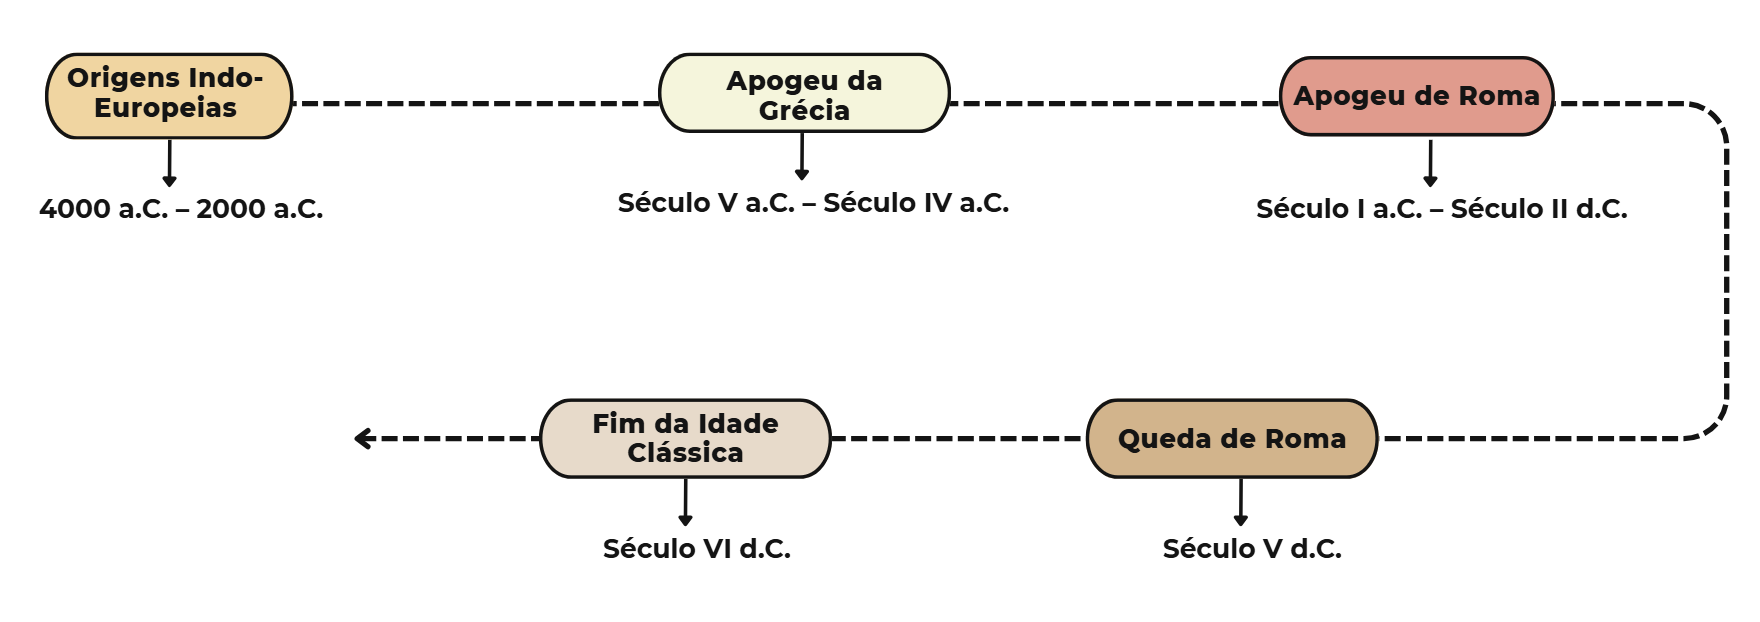 Origens Indo-
Europeias
Apogeu da
Grécia
Apogeu de Roma
4000 a.C. – 2000 a.C.
Século V a.C. – Século IV a.C.
Século I a.C. – Século II d.C.
Fim da Idade
Clássica
Queda de Roma
Século VI d.C.
Século V d.C.